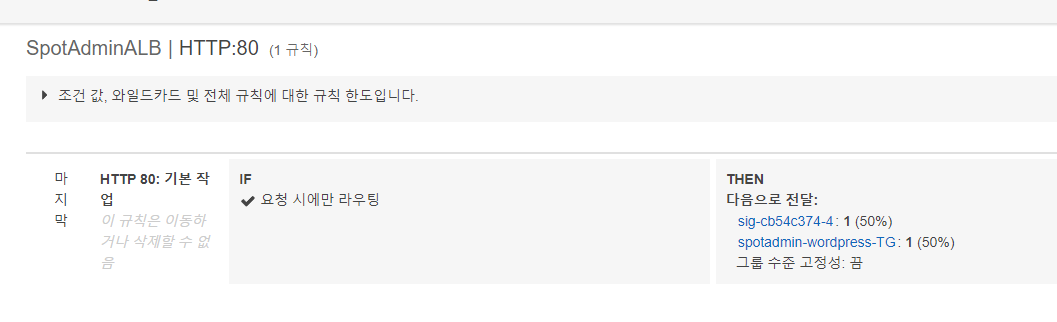 SpotAdminALB | HTTP:80 (1 규칙)
조건 값, 와일드카드 및 전체 규칙에 대한 규칙 한도입니다.
마
지
막
HTTP 80: 기본 작
업
이 규칙은 이동하
거나 삭제할 수 없
음
IF
요청 시에만 라우팅
THEN
다음으로 전달:
sig-cb54c374-4: 1 (50%)
spotadmin-wordpress-TG: 1 (50%)
그룹 수준 고정성: 끔